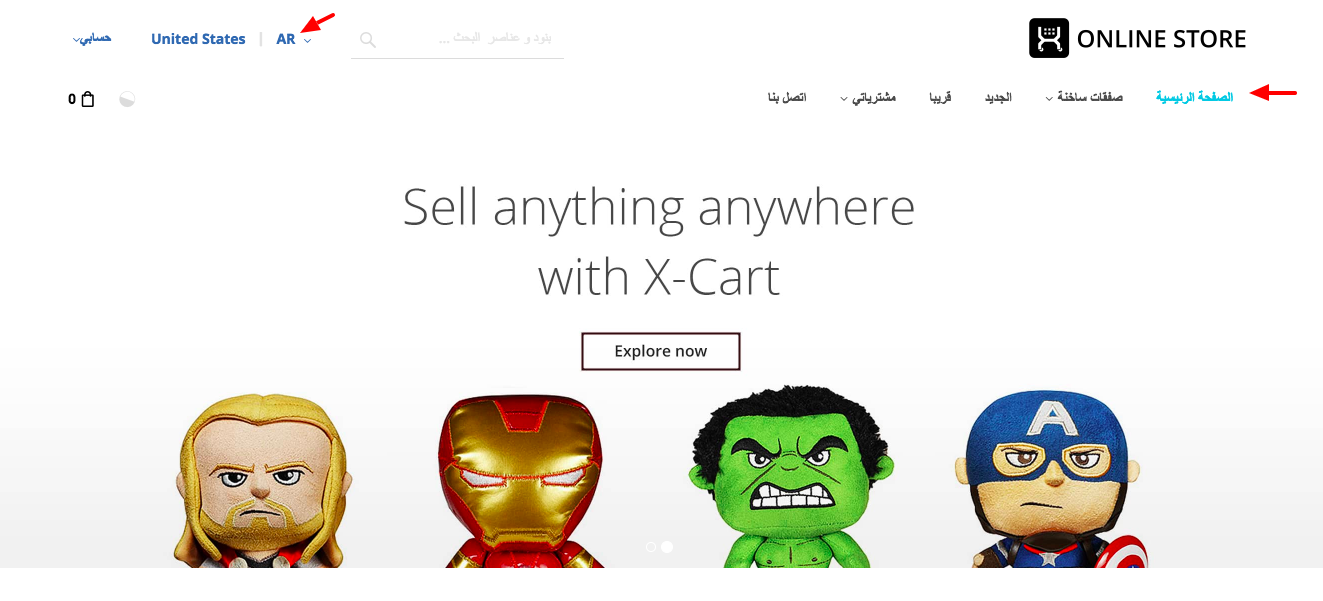 ONLINE STORE
بنود و عناصر البحث ...
AR | United States
حسابي
الصفحة الرئيسية
صفقات ساخنة
الجديد
قريبا
مشترياتي
اتصل بنا
0
Sell anything anywhere
with X-Cart
Explore now
A